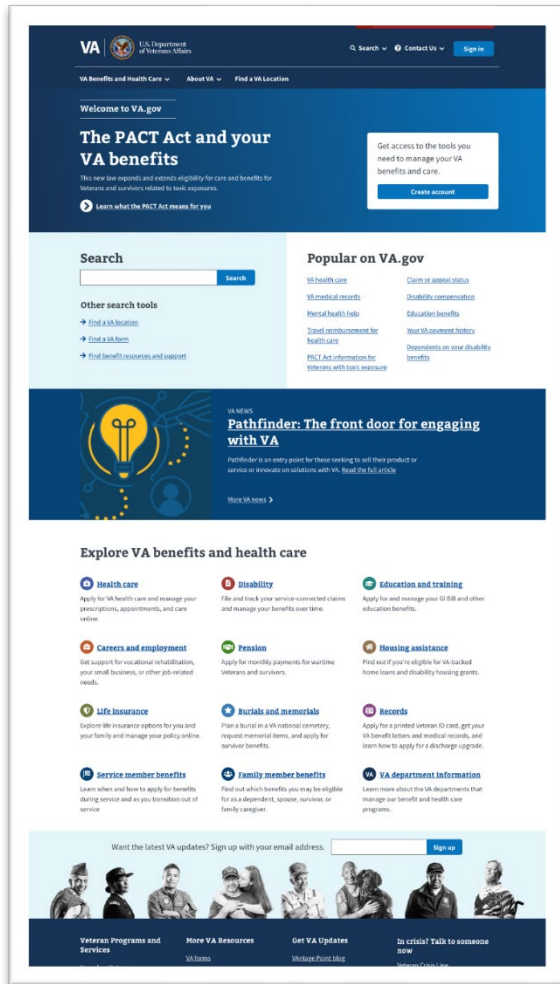 VA
U.S. Department
of Veterans Affairs
Search
Contact Us
Sign in
VA Benefits and Health Care
About VA
Find a VA Location
Welcome to VA.gov
The PACT Act and your
VA benefits
This new law expands and extends eligibility for care and benefits for
Veterans and survivors related to toxic exposures.
Learn what the PACT Act means for you
Get access to the tools you
need to manage your VA
benefits and care.
Create account
Search
Search
Other search tools
Find a VA location
Find a VA form
Find benefit resources and support
Popular on VA.gov
VA health care
VA medical records
Mental health help
Travel reimbursement for
health care
PACT Act information for
Veterans with toxic exposure
Claim or appeal status
Disability compensation
Education benefits
Your VA payment history
Dependents on your disability
benefits
VA NEWS
Pathfinder: The front door for engaging
with VA
Pathfinder is an entry point for those seeking to sell their product or
service or innovate on solutions with VA. Read the full article
More VA news
Explore VA benefits and health care
Health care
Apply for VA health care and manage your
prescriptions, appointments, and care
online.
Disability
File and track your service-connected claims
and manage your benefits over time.
Education and training
Apply for and manage your GI Bill and other
education benefits.
Careers and employment
Get support for vocational rehabilitation,
your small business, or other job-related
needs.
Pension
Apply for monthly payments for wartime
Veterans and survivors.
Housing assistance
Find out if you're eligible for VA-backed
home loans and disability housing grants.
Life insurance
Explore life insurance options for you and
your family and manage your policy online.
Burials and memorials
Plan a burial in a VA national cemetery,
request memorial items, and apply for
survivor benefits.
Records
Apply for a printed Veteran ID card, get your
VA benefit letters and medical records, and
learn how to apply for a discharge upgrade.
Service member benefits
Learn when and how to apply for benefits
during service and as you transition out of
service
Family member benefits
Find out which benefits you may be eligible
for as a dependent, spouse, survivor, or
family caregiver.
VA
VA department information
Learn more about the VA departments that
manage our benefit and health care
programs.
Want the latest VA updates? Sign up with your email address.
Sign up
Veteran Programs and
Services
More VA Resources
VA forms
Get VA Updates
VAntage Point blog
In crisis? Talk to someone
now
Veteran Crisis Line